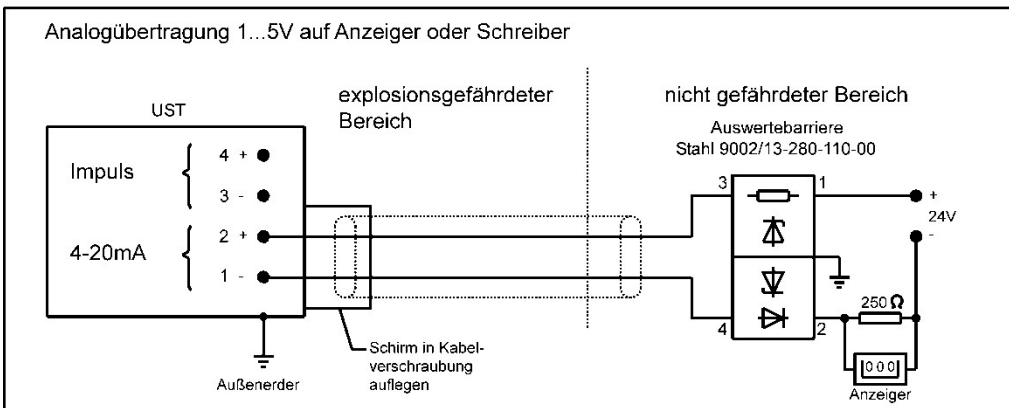 Analogübertragung 1...5V auf Anzeiger oder Schreiber
explosionsgefährdeter
Bereich
nicht gefährdeter Bereich
UST
Auswertebarriere
Stahl 9002/13-280-110-00
Impuls
4 +
3 -
4-20mA
2 +
1 -
3
1
+
24V
-
4
2
250 Ω
Schirm in Kabel-
verschraubung
auflegen
Außenerder
000
Anzeiger